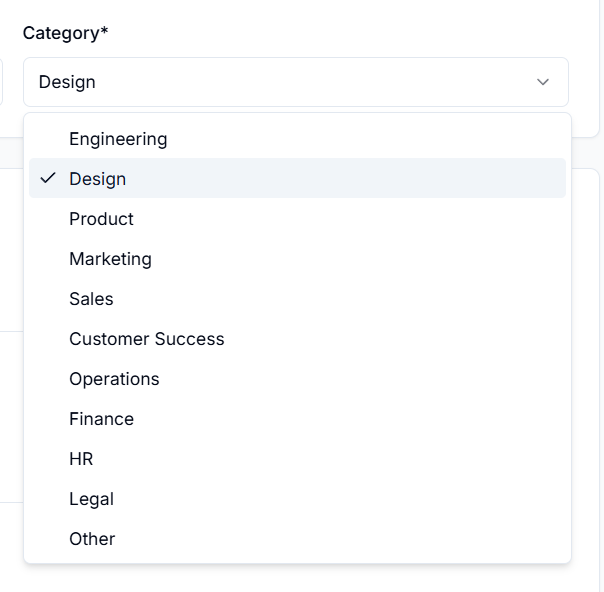 Category*
Design
Engineering
Design
Product
Marketing
Sales
Customer Success
Operations
Finance
HR
Legal
Other